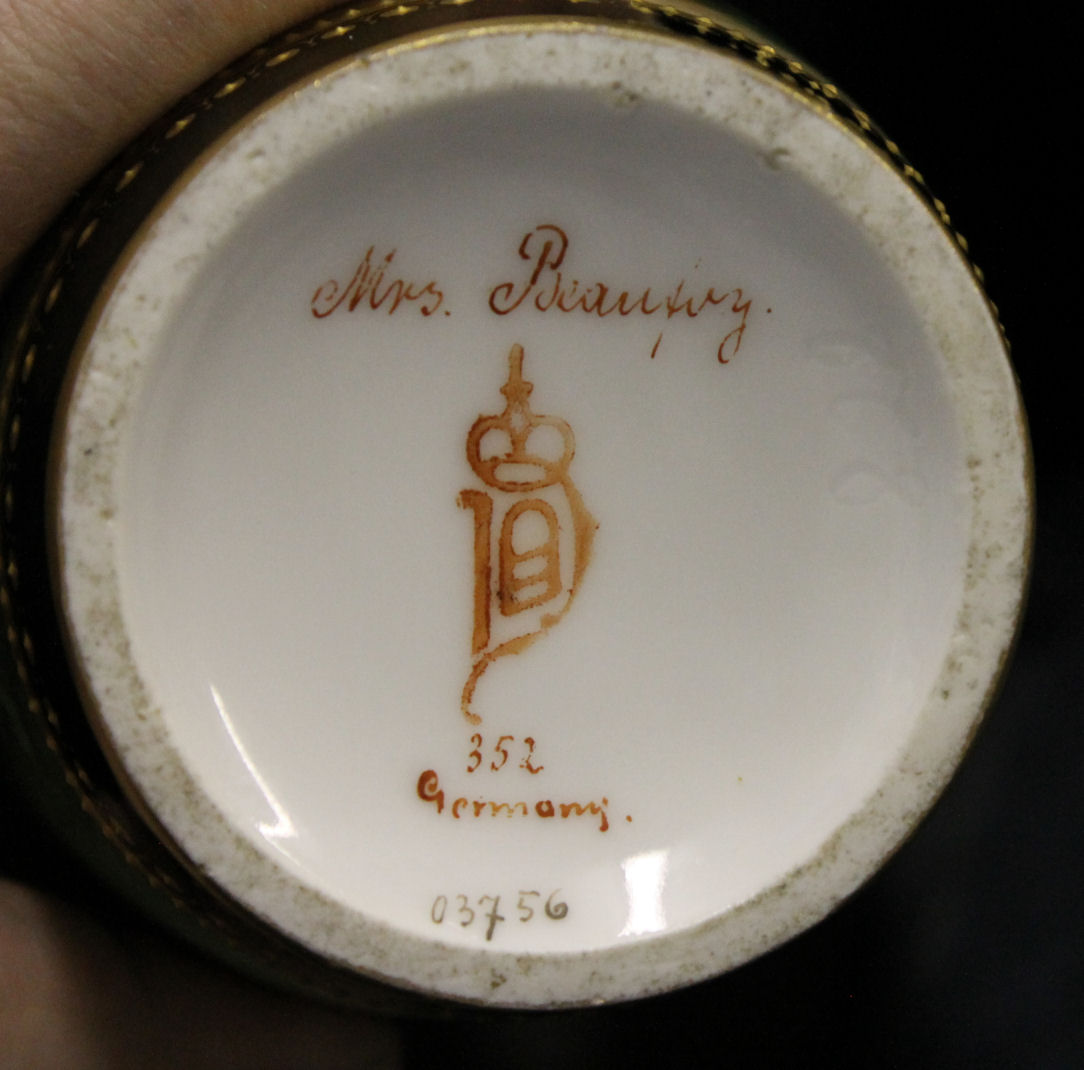 Mrs. Beaufoy.
D
352
Germany.
03756